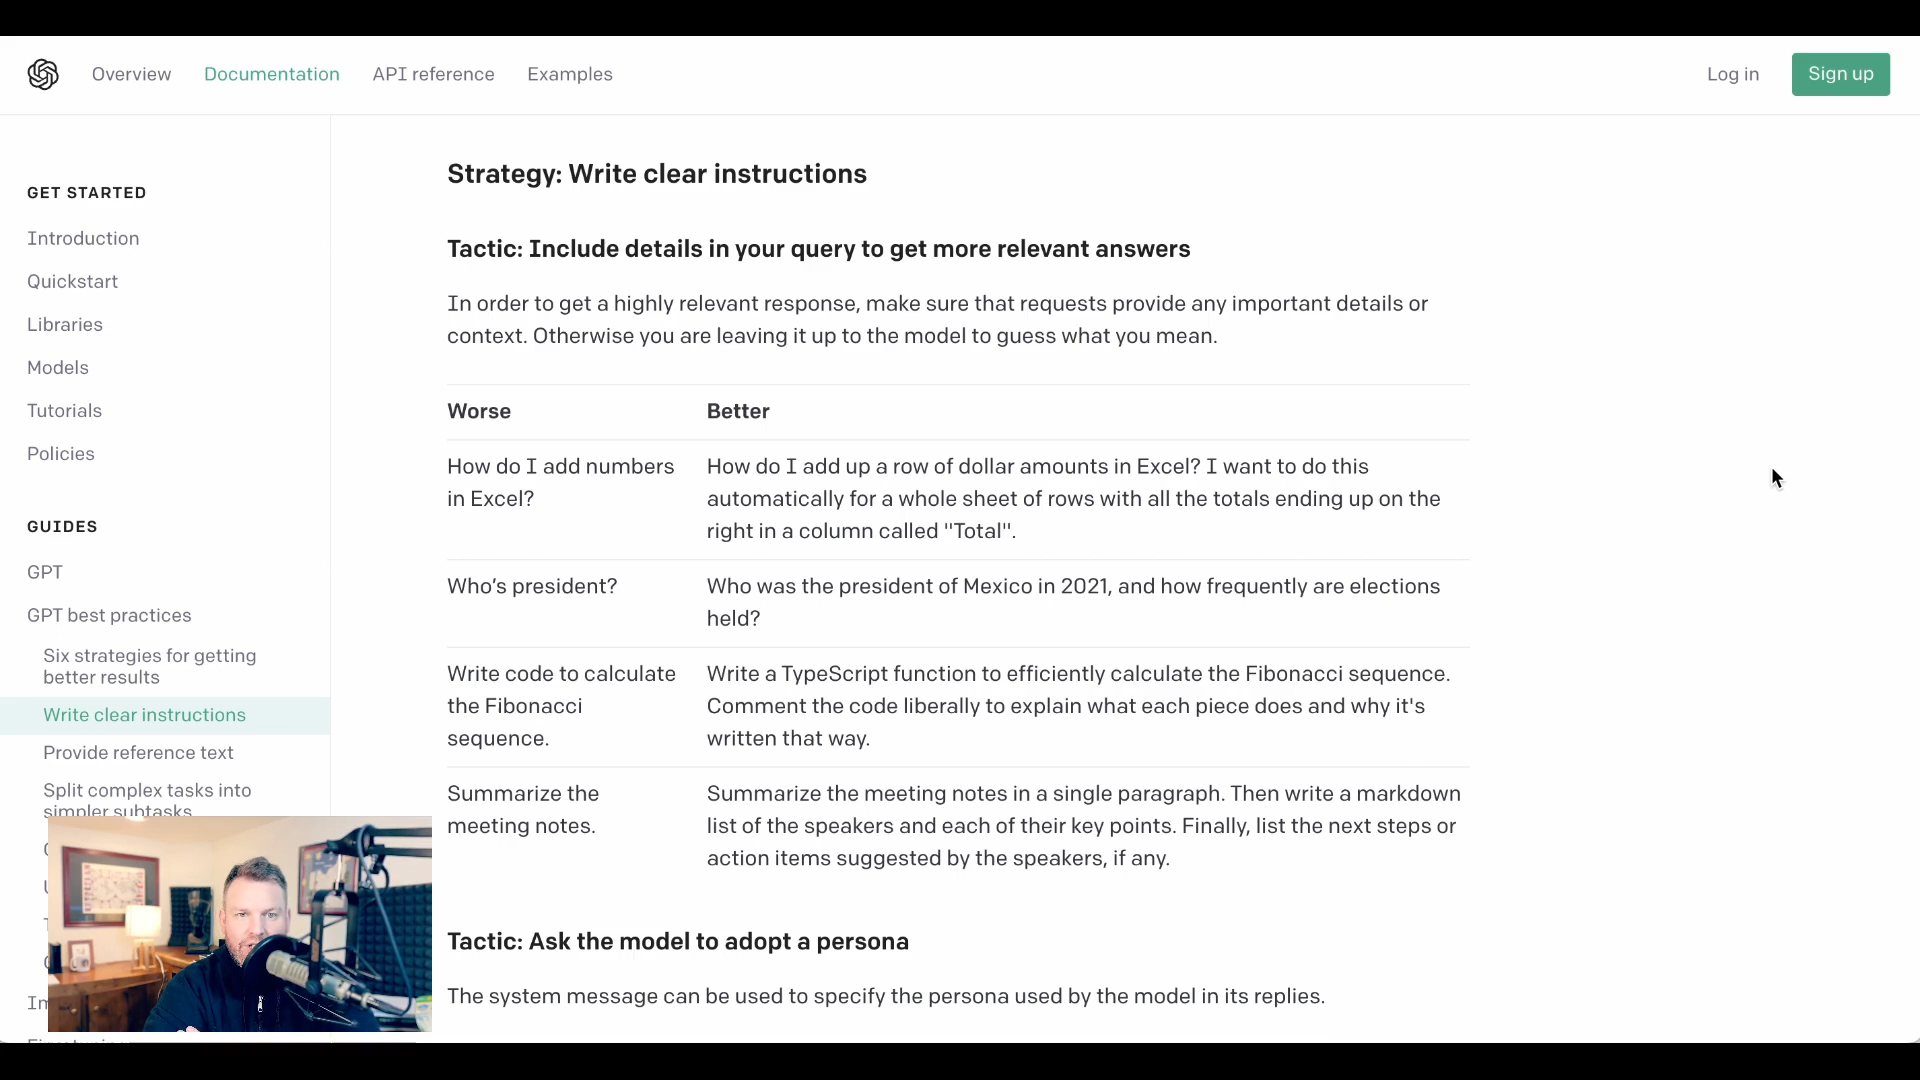 Overview Documentation API reference Examples Log in Sign up
GET STARTED
Introduction
Quickstart
Libraries
Models
Tutorials
Policies
GUIDES
GPT
GPT best practices
Six strategies for getting
better results
Write clear instructions
Provide reference text
Split complex tasks into
simpler subtasks
Strategy: Write clear instructions
Tactic: Include details in your query to get more relevant answers
In order to get a highly relevant response, make sure that requests provide any important details or
context. Otherwise you are leaving it up to the model to guess what you mean.
Worse Better
How do I add numbers
in Excel?
How do I add up a row of dollar amounts in Excel? I want to do this
automatically for a whole sheet of rows with all the totals ending up on the
right in a column called "Total".
Who’s president?
Who was the president of Mexico in 2021, and how frequently are elections
held?
Write code to calculate
the Fibonacci
sequence.
Write a TypeScript function to efficiently calculate the Fibonacci sequence.
Comment the code liberally to explain what each piece does and why it's
written that way.
Summarize the
meeting notes.
Summarize the meeting notes in a single paragraph. Then write a markdown
list of the speakers and each of their key points. Finally, list the next steps or
action items suggested by the speakers, if any.
Tactic: Ask the model to adopt a persona
The system message can be used to specify the persona used by the model in its replies.